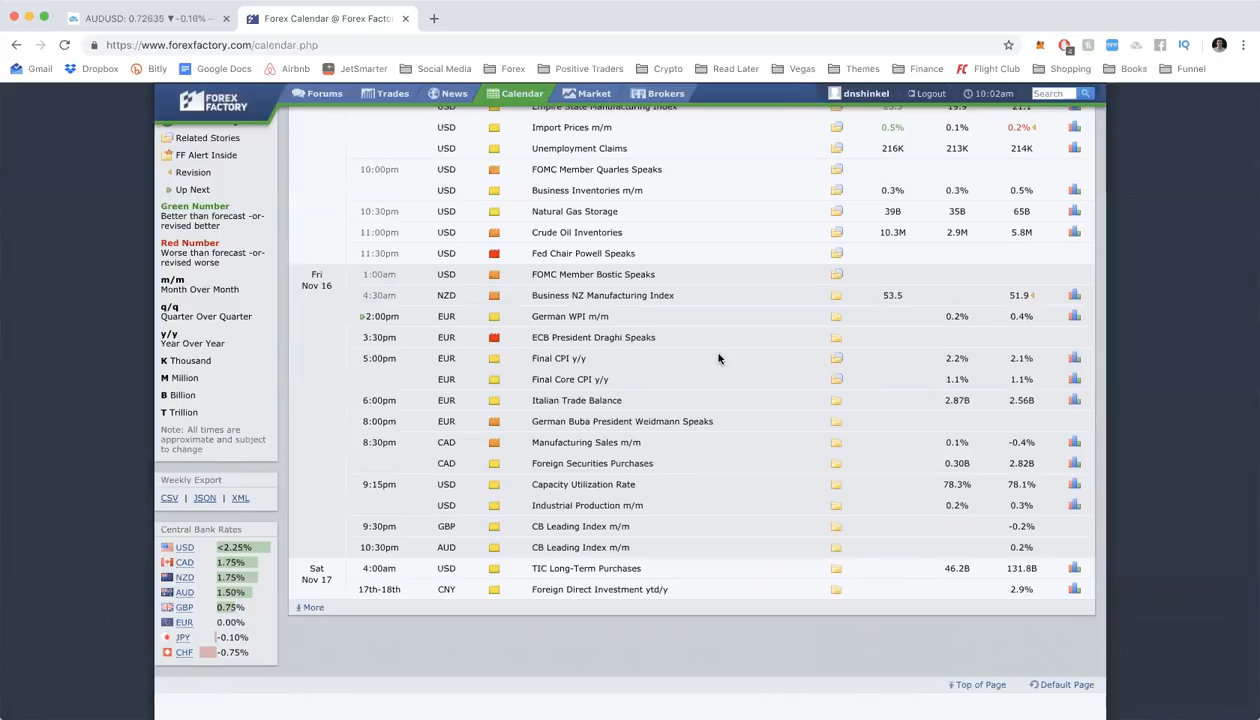 AUDUSD: 0.72635 ▼−0.16% –
Forex Calendar @ Forex Facto
https://www.forexfactory.com/calendar.php
Gmail Dropbox Bitly Google Docs Airbnb JetSmarter Social Media Forex Positive Traders Crypto Read Later Vegas Themes Finance Flight Club Shopping Books Funnel
FOREX FACTORY
Forums Trades News Calendar Market Brokers dnshinkel Logout 10:02am Search
Related Stories
FF Alert Inside
Revision
Up Next
Green Number
Better than forecast -or-
revised better
Red Number
Worse than forecast -or-
revised worse
m/m
Month Over Month
q/q
Quarter Over Quarter
y/y
Year Over Year
K Thousand
M Million
B Billion
T Trillion
Note: All times are
approximate and subject
to change
Weekly Export
CSV | JSON | XML
Central Bank Rates
USD <2.25%
CAD 1.75%
NZD 1.75%
AUD 1.50%
GBP 0.75%
EUR 0.00%
JPY -0.10%
CHF -0.75%
USD Empire State Manufacturing Index 23.3 19.9 21.1
USD Import Prices m/m 0.5% 0.1% 0.2%
USD Unemployment Claims 216K 213K 214K
10:00pm USD FOMC Member Quarles Speaks
USD Business Inventories m/m 0.3% 0.3% 0.5%
10:30pm USD Natural Gas Storage 39B 35B 65B
11:00pm USD Crude Oil Inventories 10.3M 2.9M 5.8M
11:30pm USD Fed Chair Powell Speaks
Fri
Nov 16
1:00am USD FOMC Member Bostic Speaks
4:30am NZD Business NZ Manufacturing Index 53.5 51.9
2:00pm EUR German WPI m/m 0.2% 0.4%
3:30pm EUR ECB President Draghi Speaks
5:00pm EUR Final CPI y/y 2.2% 2.1%
EUR Final Core CPI y/y 1.1% 1.1%
6:00pm EUR Italian Trade Balance 2.87B 2.56B
8:00pm EUR German Buba President Weidmann Speaks
8:30pm CAD Manufacturing Sales m/m 0.1% -0.4%
CAD Foreign Securities Purchases 0.30B 2.82B
9:15pm USD Capacity Utilization Rate 78.3% 78.1%
USD Industrial Production m/m 0.2% 0.3%
9:30pm GBP CB Leading Index m/m -0.2%
10:30pm AUD CB Leading Index m/m 0.2%
Sat
Nov 17
4:00am USD TIC Long-Term Purchases 46.2B 131.8B
17th-18th CNY Foreign Direct Investment ytd/y 2.9%
More
Top of Page Default Page